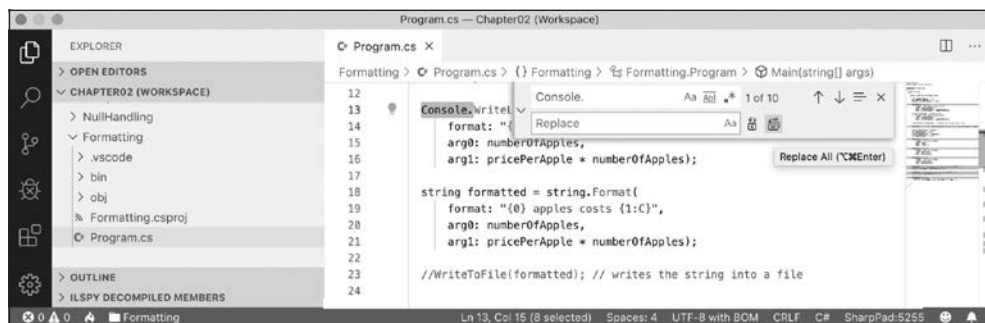 Program.cs — Chapter02 (Workspace)
EXPLORER
> OPEN EDITORS
CHAPTER02 (WORKSPACE)
> NullHandling
Formatting
> .vscode
> bin
> obj
Formatting.csproj
Program.cs
> OUTLINE
> ILSPY DECOMPILED MEMBERS
Program.cs ×
Formatting > Program.cs > {} Formatting > Formatting.Program > Main(string[] args)
Console. Aa Abl .* 1 of 10
Replace Aa
Replace All (⌥⌘Enter)
12
13 Console.WriteL
14 format: "{
15 arg0: numberOfApples,
16 arg1: pricePerApple * numberOfApples);
17
18 string formatted = string.Format(
19 format: "{0} apples costs {1:C}",
20 arg0: numberOfApples,
21 arg1: pricePerApple * numberOfApples);
22
23 //WriteToFile(formatted); // writes the string into a file
24
0 0 Formatting Ln 13, Col 15 (8 selected) Spaces: 4 UTF-8 with BOM CRLF C# SharpPad:5255